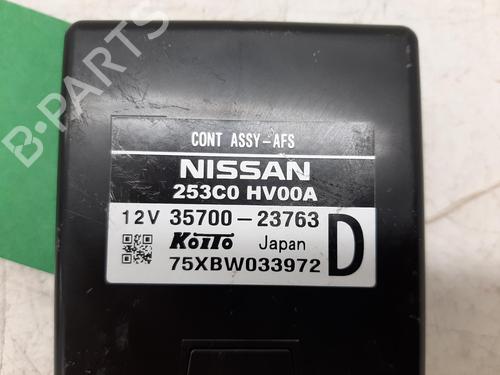 B-PARTS
CONT ASSY-AFS
NISSAN
253C0 HV00A
12V 35700-23763
KOITO Japan D
75XBW033972